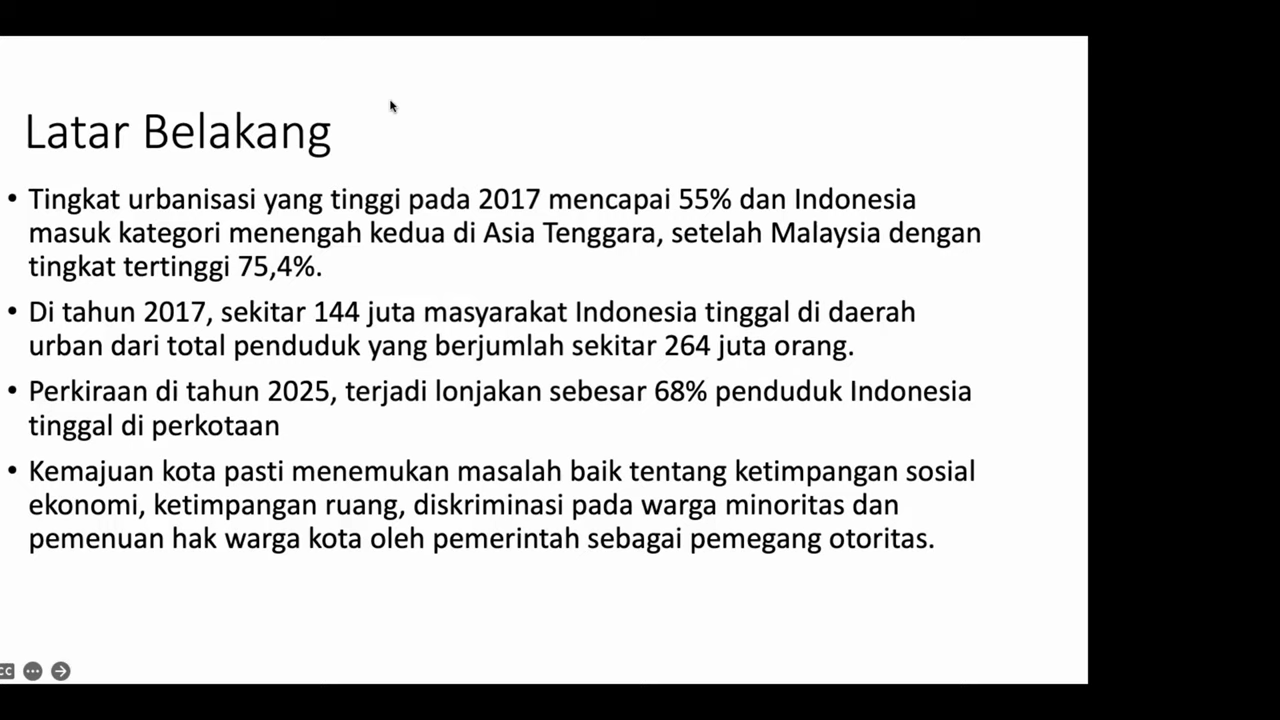 Latar Belakang
• Tingkat urbanisasi yang tinggi pada 2017 mencapai 55% dan Indonesia
masuk kategori menengah kedua di Asia Tenggara, setelah Malaysia dengan
tingkat tertinggi 75,4%.
• Di tahun 2017, sekitar 144 juta masyarakat Indonesia tinggal di daerah
urban dari total penduduk yang berjumlah sekitar 264 juta orang.
• Perkiraan di tahun 2025, terjadi lonjakan sebesar 68% penduduk Indonesia
tinggal di perkotaan
• Kemajuan kota pasti menemukan masalah baik tentang ketimpangan sosial
ekonomi, ketimpangan ruang, diskriminasi pada warga minoritas dan
pemenuan hak warga kota oleh pemerintah sebagai pemegang otoritas.
CC